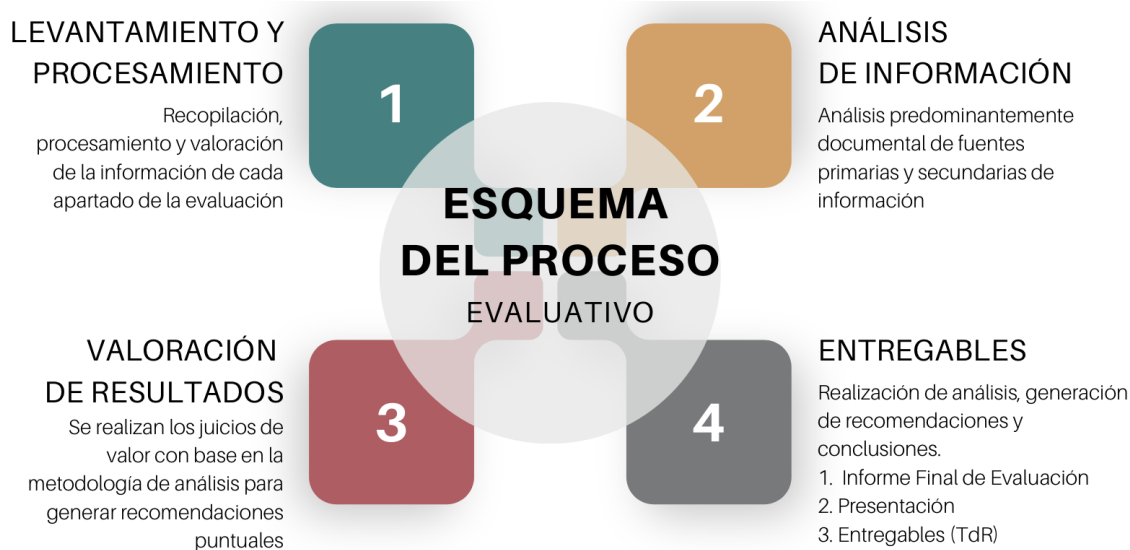 LEVANTAMIENTO Y
PROCESAMIENTO
Recopilación,
procesamiento y valoración
de la información de cada
apartado de la evaluación
1
2
ANÁLISIS
DE INFORMACIÓN
Análisis predominantemente
documental de fuentes
primarias y secundarias de
información
ESQUEMA
DEL PROCESO
EVALUATIVO
VALORACIÓN
DE RESULTADOS
Se realizan los juicios de
valor con base en la
metodología de análisis para
generar recomendaciones
puntuales
3
4
ENTREGABLES
Realización de análisis, generación
de recomendaciones y
conclusiones.
1. Informe Final de Evaluación
2. Presentación
3. Entregables (TdR)